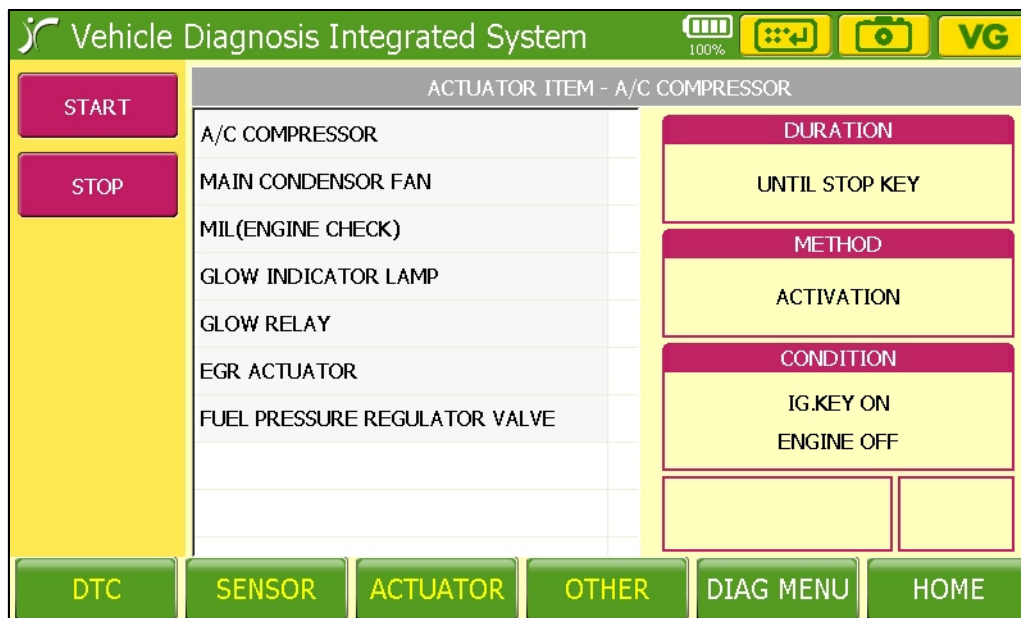 Vehicle Diagnosis Integrated System
100%
VG
START
STOP
ACTUATOR ITEM - A/C COMPRESSOR
A/C COMPRESSOR
MAIN CONDENSOR FAN
MIL(ENGINE CHECK)
GLOW INDICATOR LAMP
GLOW RELAY
EGR ACTUATOR
FUEL PRESSURE REGULATOR VALVE
DURATION
UNTIL STOP KEY
METHOD
ACTIVATION
CONDITION
IG.KEY ON
ENGINE OFF
DTC
SENSOR
ACTUATOR
OTHER
DIAG MENU
HOME